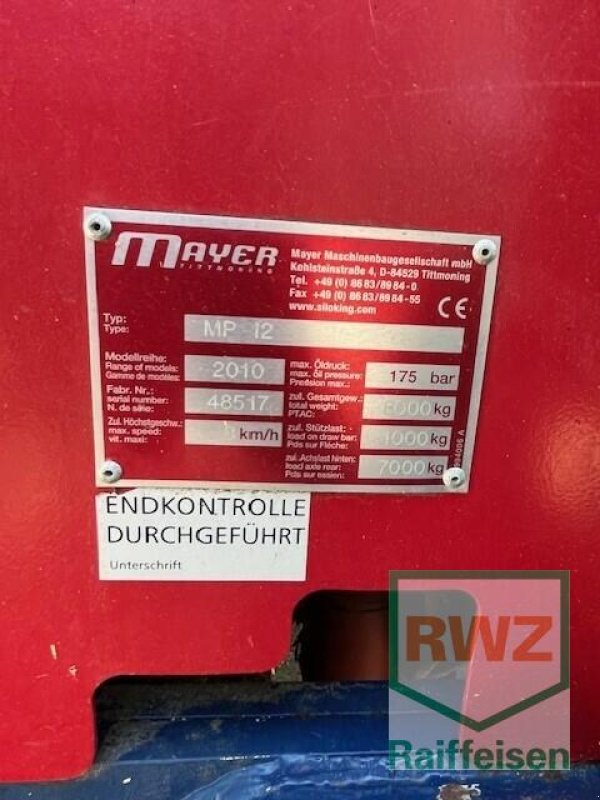 MAYER
TITTMONING
Mayer Maschinenbaugesellschaft mbH
Kehlsteinstraße 4, D-84529 Tittmoning
Tel. +49 (0) 86 83/89 84-0
Fax +49 (0) 86 83/89 84-55
www.siloking.com
CE
Typ:
Type:
MP-12
Modellreihe:
Range of models:
Gamme de modèles:
2010
max. Öldruck:
max. oil pressure:
Précision max.:
175 bar
Fabr. Nr.:
serial number:
N. de série:
48517
zul. Gesamtgew.:
total weight:
PTAC:
8000 kg
Zul. Höchstgeschw.:
max. speed:
vit. maxi:
km/h
zul. Stützlast:
load on draw bar:
Pds sur Flèche:
1000 kg
zul. Achslast hinten:
load axle rear:
Pds sur essien:
7000 kg
ENDKONTROLLE
DURCHGEFÜHRT
Unterschrift
RWZ
Raiffeisen